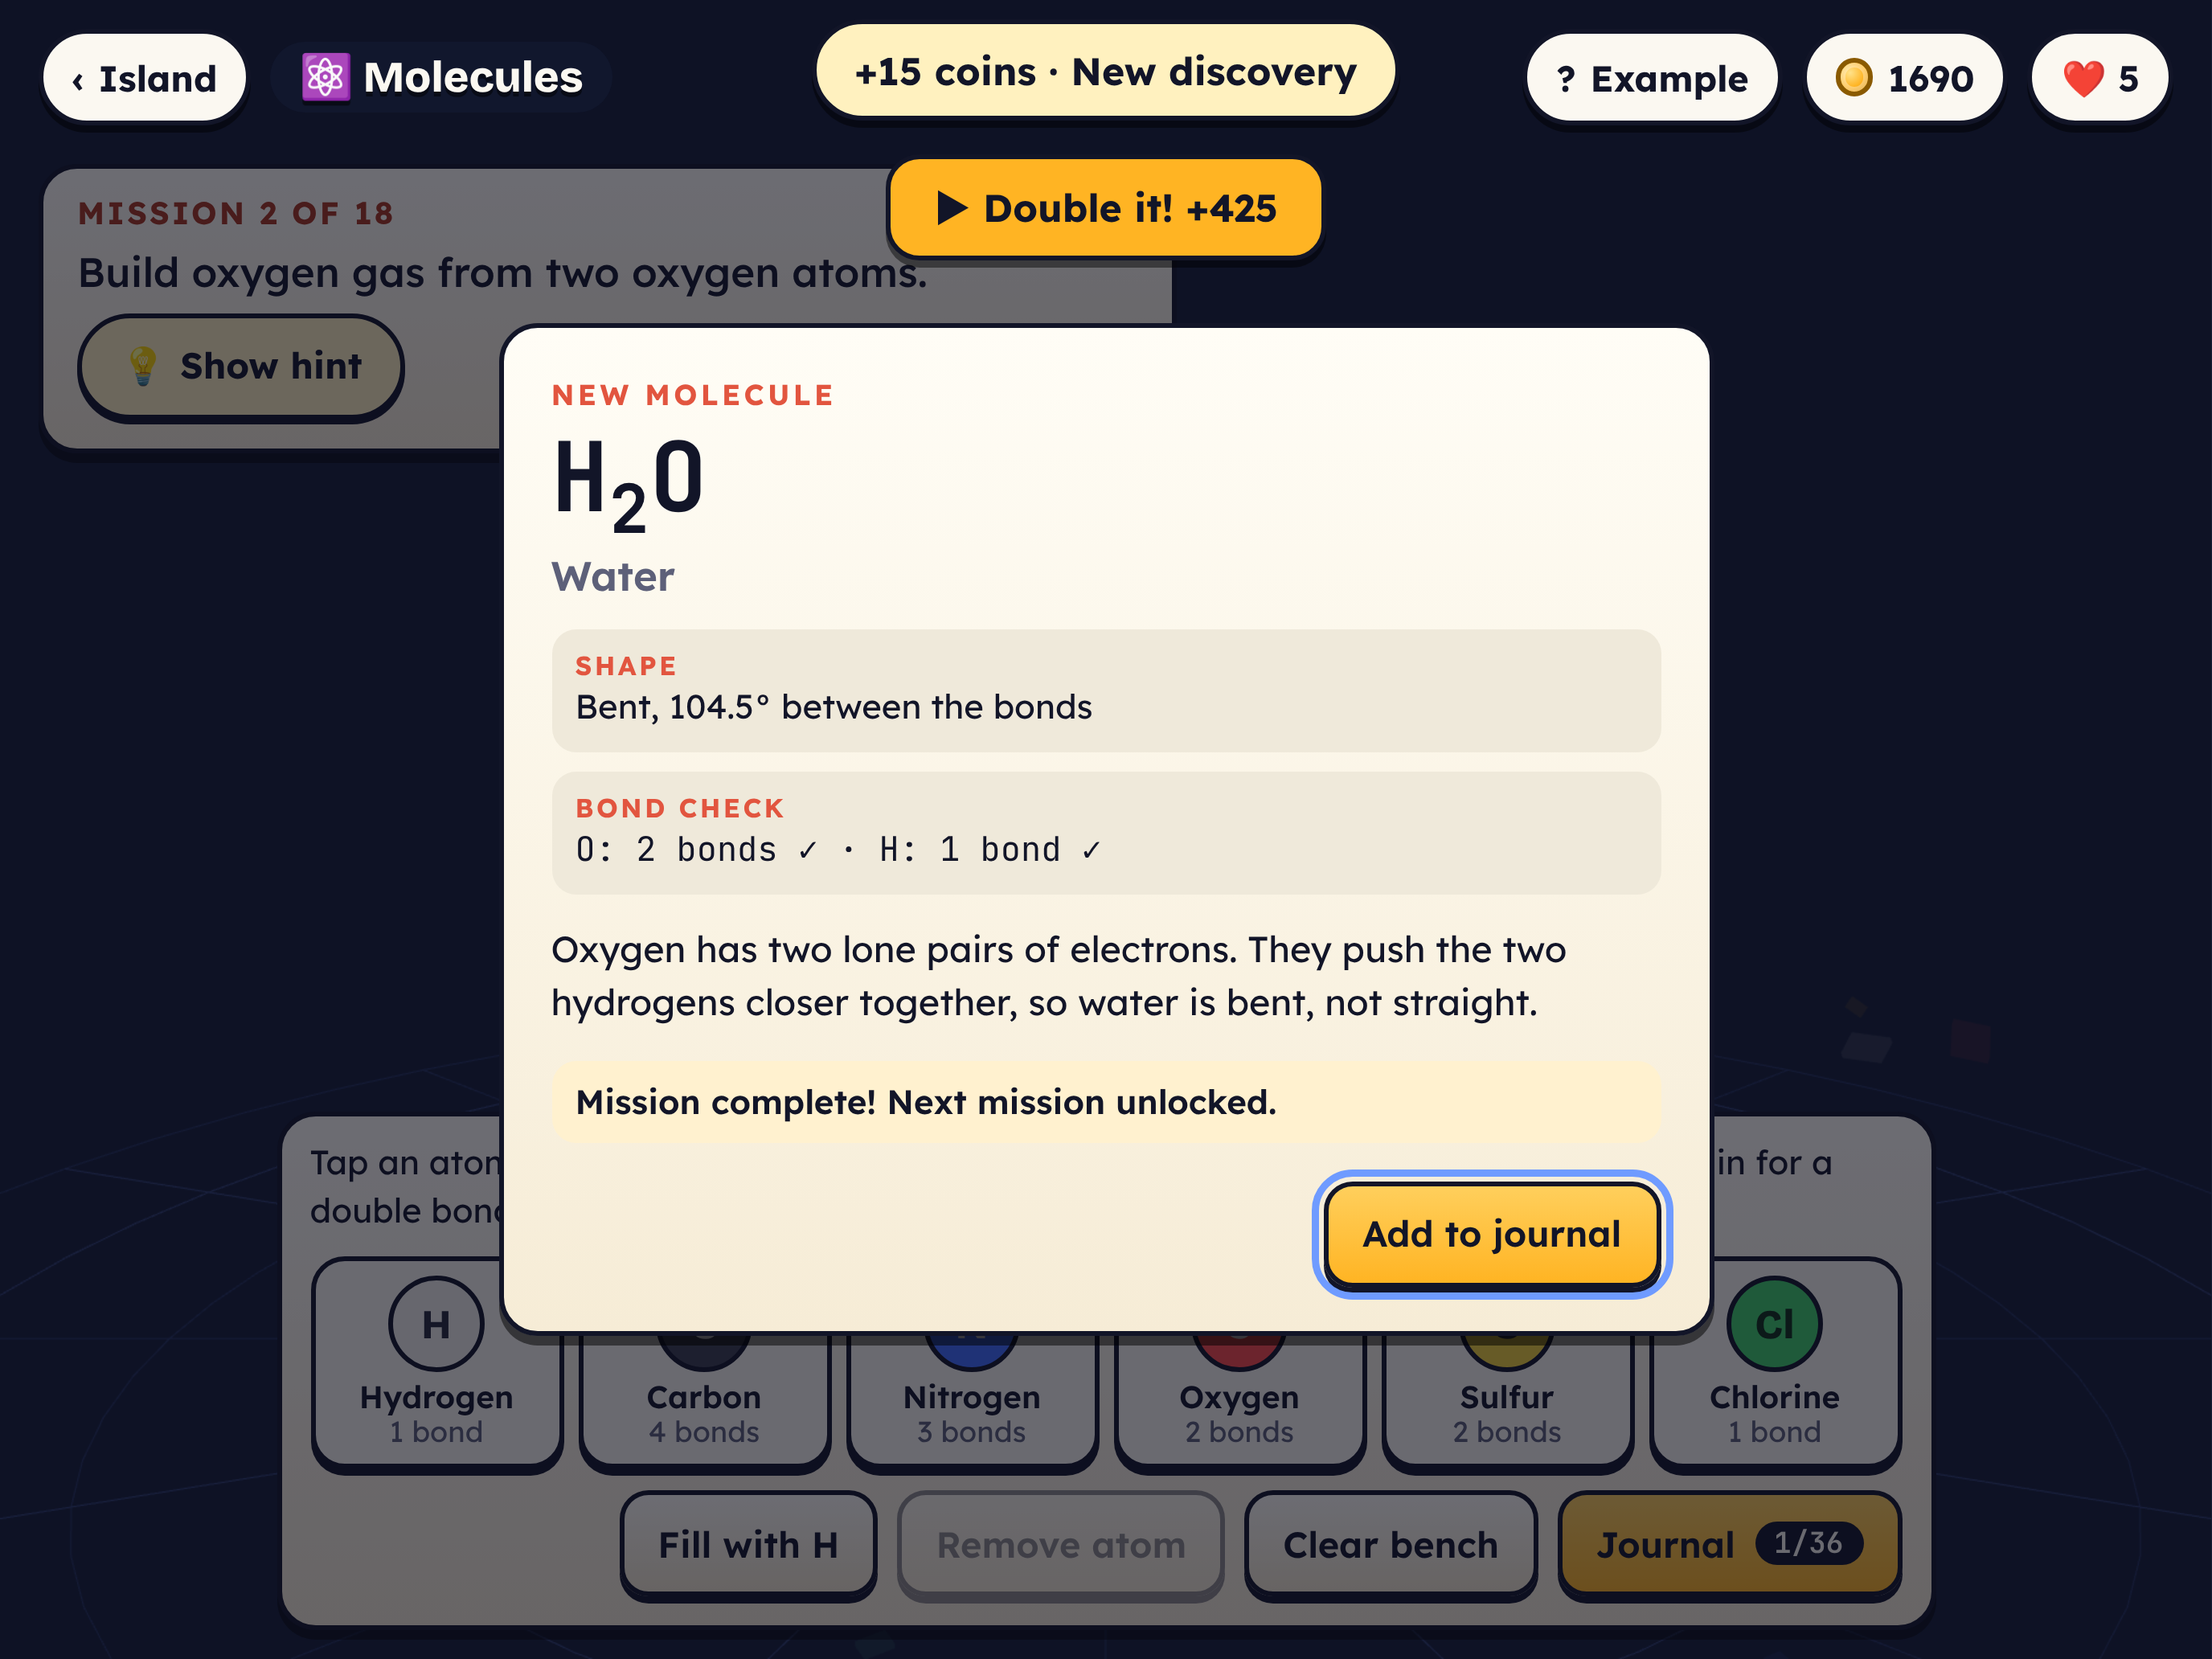 ‹ Island
Molecules
+15 coins · New discovery
? Example
1690
5
▶ Double it! +425
MISSION 2 OF 18
Build oxygen gas from two oxygen atoms.
Show hint
NEW MOLECULE
H₂O
Water
SHAPE
Bent, 104.5° between the bonds
BOND CHECK
O: 2 bonds ✓ · H: 1 bond ✓
Oxygen has two lone pairs of electrons. They push the two
hydrogens closer together, so water is bent, not straight.
Mission complete! Next mission unlocked.
Add to journal
Tap an in for a
double
H
Cl
Hydrogen
1 bond
Carbon
4 bonds
Nitrogen
3 bonds
Oxygen
2 bonds
Sulfur
2 bonds
Chlorine
1 bond
Fill with H
Remove atom
Clear bench
Journal 1/36